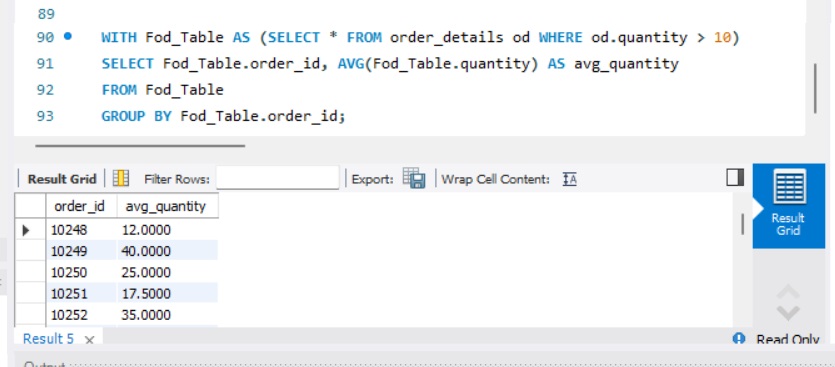 89
90 WITH Fod_Table AS (SELECT * FROM order_details od WHERE od.quantity > 10)
91 SELECT Fod_Table.order_id, AVG(Fod_Table.quantity) AS avg_quantity
92 FROM Fod_Table
93 GROUP BY Fod_Table.order_id;
Result Grid Filter Rows: Export: Wrap Cell Content: IA
order_id avg_quantity
10248 12.0000
10249 40.0000
10250 25.0000
10251 17.5000
10252 35.0000
Result
Grid
Result 5 x Read Only
Output